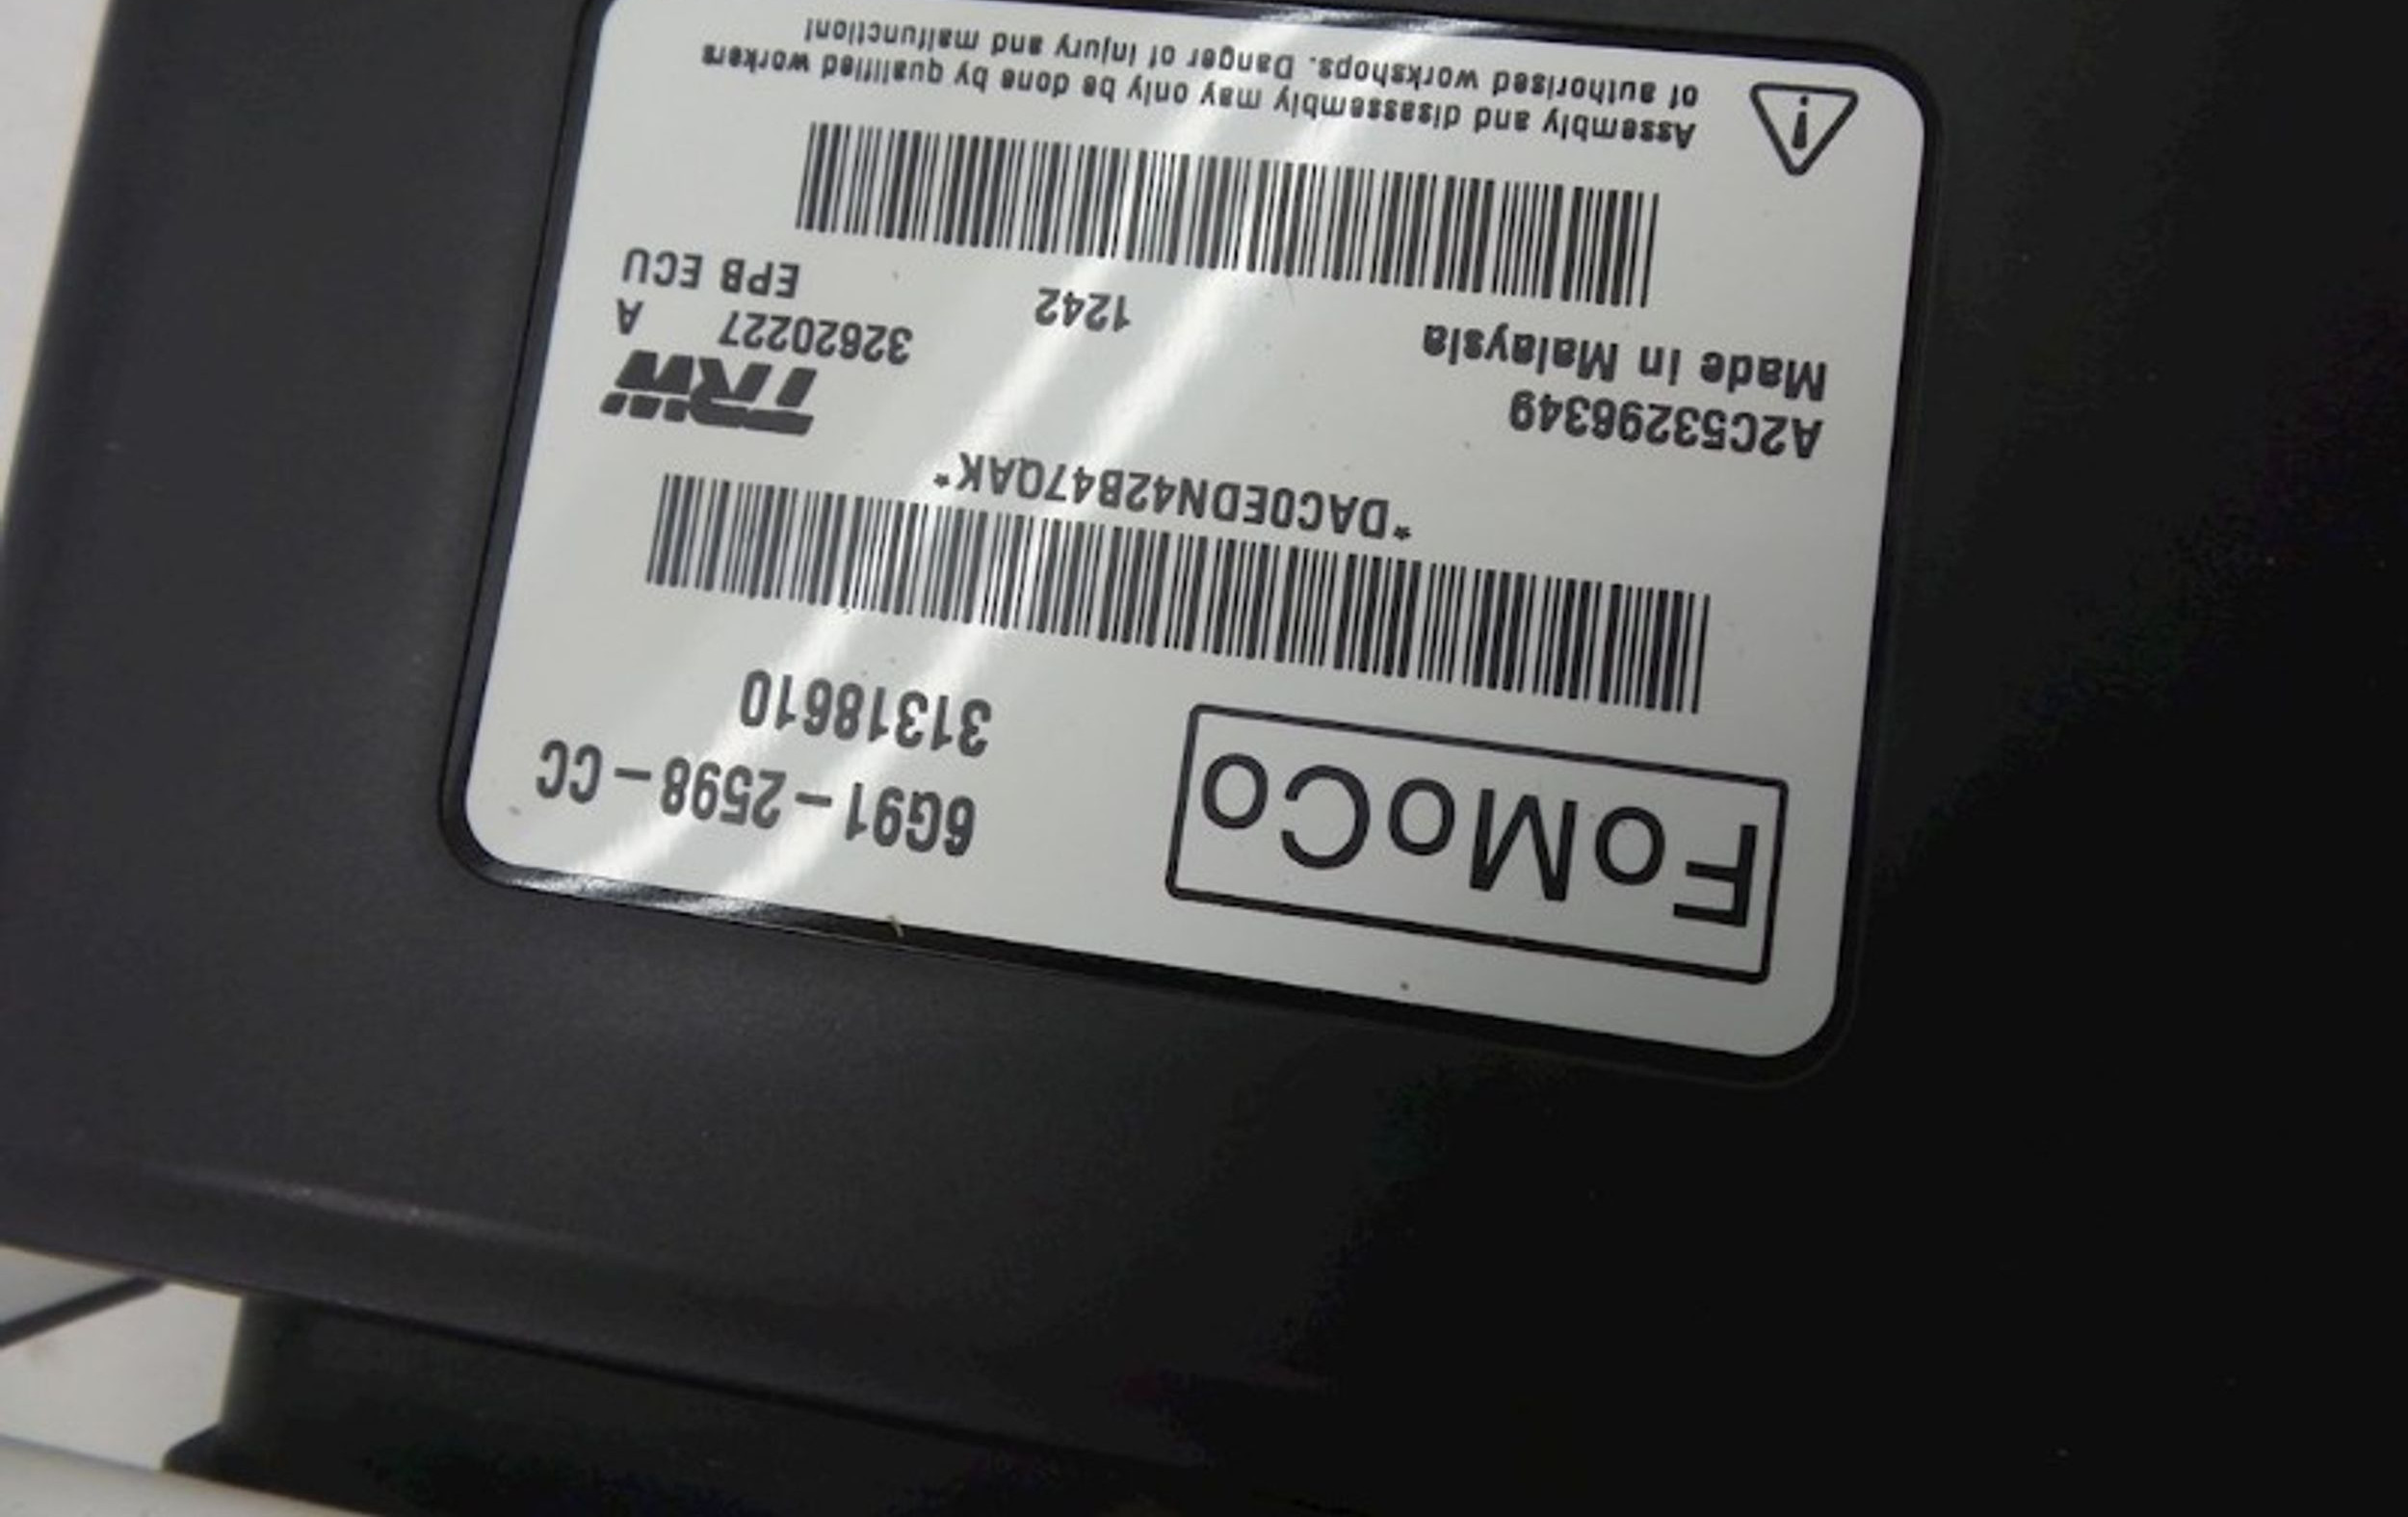 FoMoCo
6G91-2598-CC
31318610
*DAC0EDN42B47QAK*
A2C53296349
Made in Malaysia
1242
TRW
32620227 A
EPB ECU
Assembly and disassembly may only be done by qualified workers
of authorised workshops. Danger of injury and malfunction!